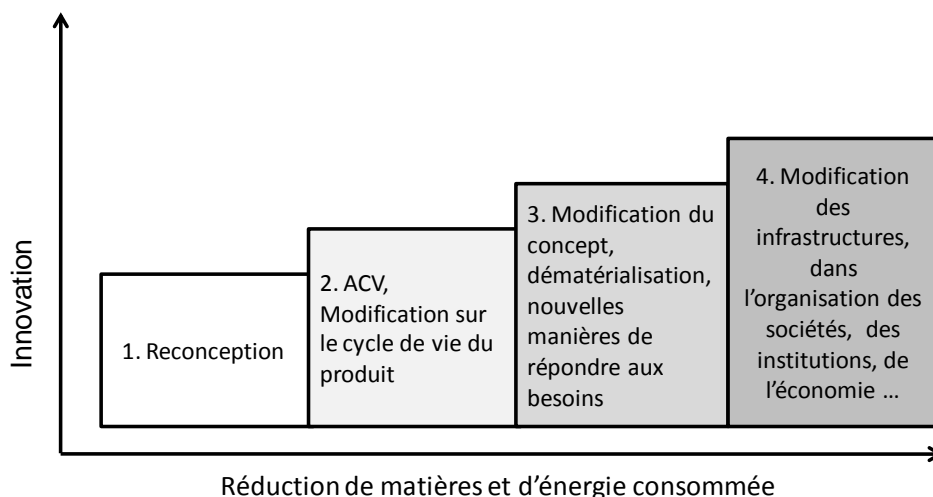 Innovation
1. Reconception
2. ACV,
Modification sur
le cycle de vie du
produit
3. Modification du
concept,
dématérialisation,
nouvelles
manières de
répondre aux
besoins
4. Modification
des
infrastructures,
dans
l'organisation des
sociétés, des
institutions, de
l'économie ...
Réduction de matières et d'énergie consommée